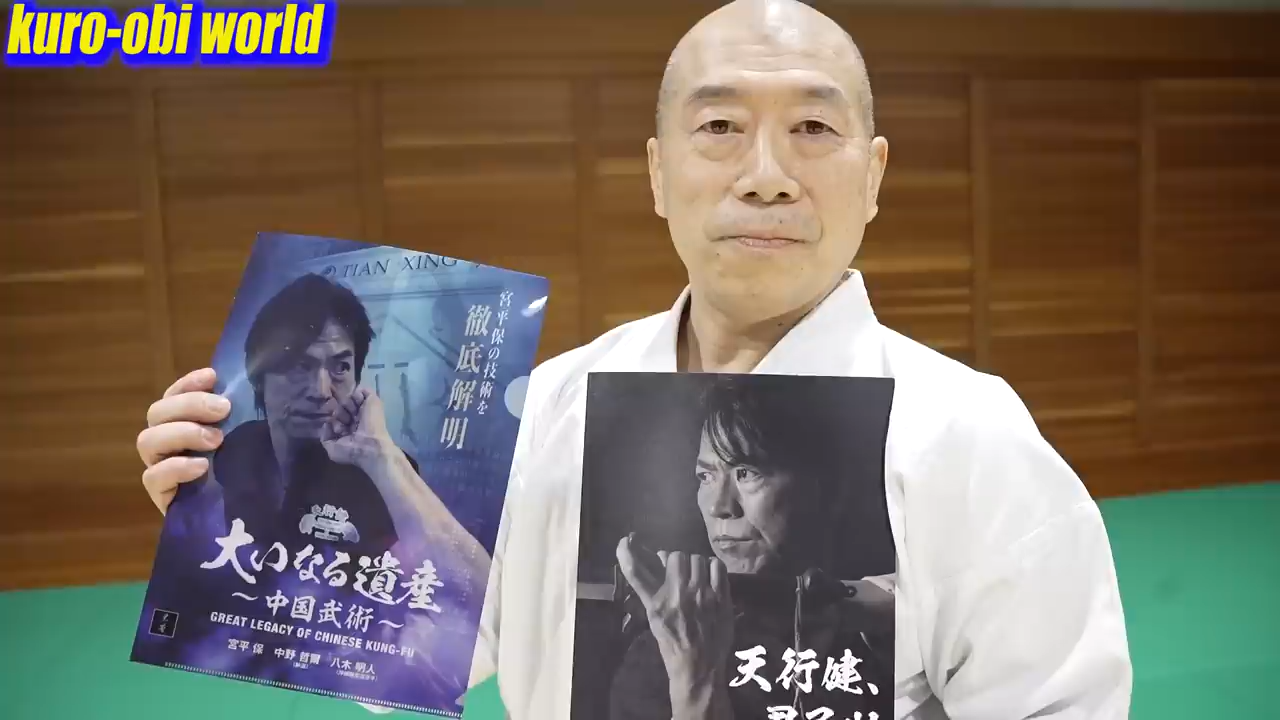 kuro-obi world
TIAN XING
宮平保の技術を
徹底解明
大いなる遺産
～中国武術～
GREAT LEGACY OF CHINESE KUNG-FU
宮平 保 中野 哲爾 八木 明人
天行健、